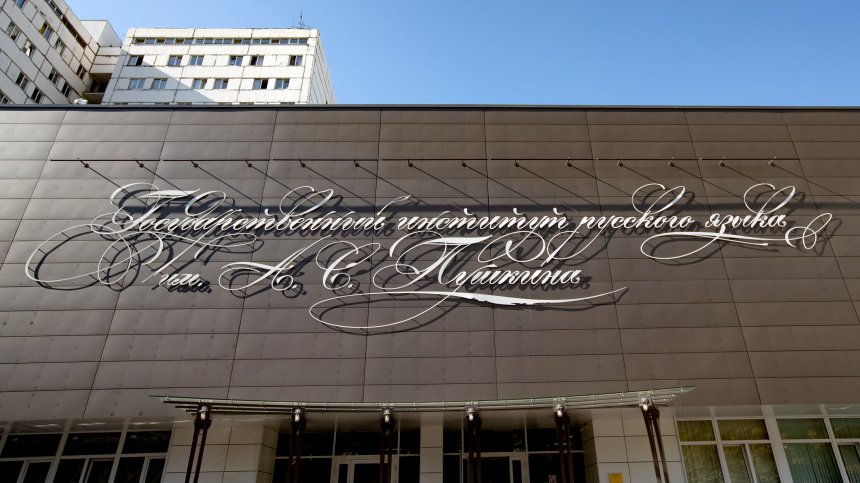 Государственный институт русского языка
им. А. С. Пушкина